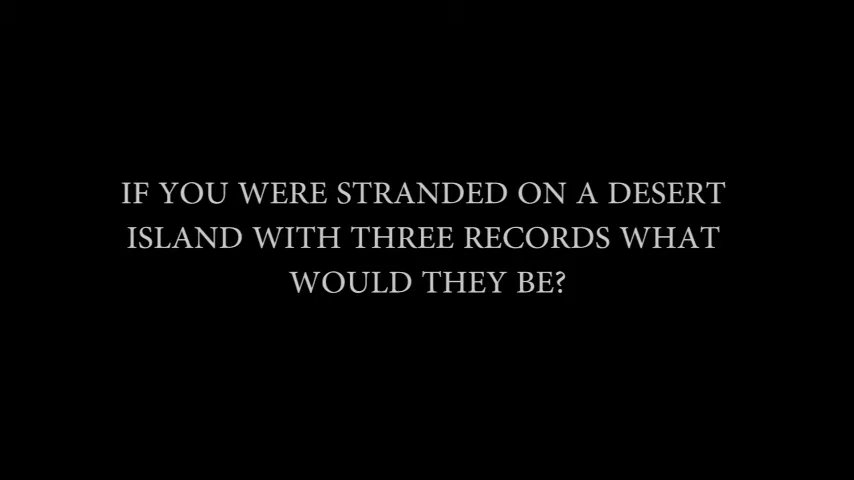 IF YOU WERE STRANDED ON A DESERT
ISLAND WITH THREE RECORDS WHAT
WOULD THEY BE?